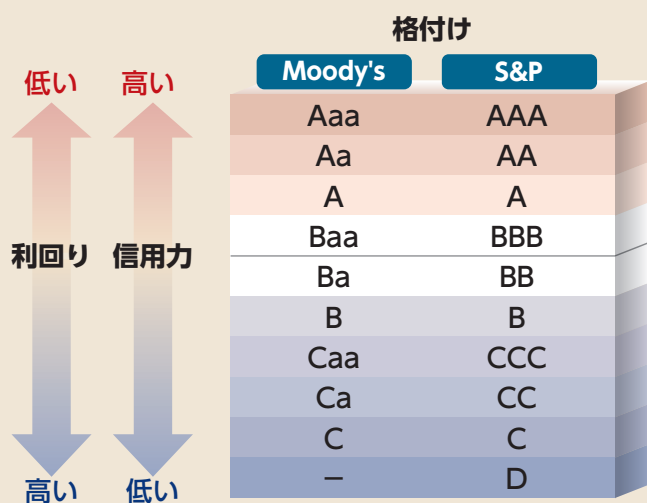 格付け
Moody's S&P
低い 高い
Aaa AAA
Aa AA
A A
Baa BBB
利回り 信用力
Ba BB
B B
Caa CCC
Ca CC
C C
高い 低い
– D